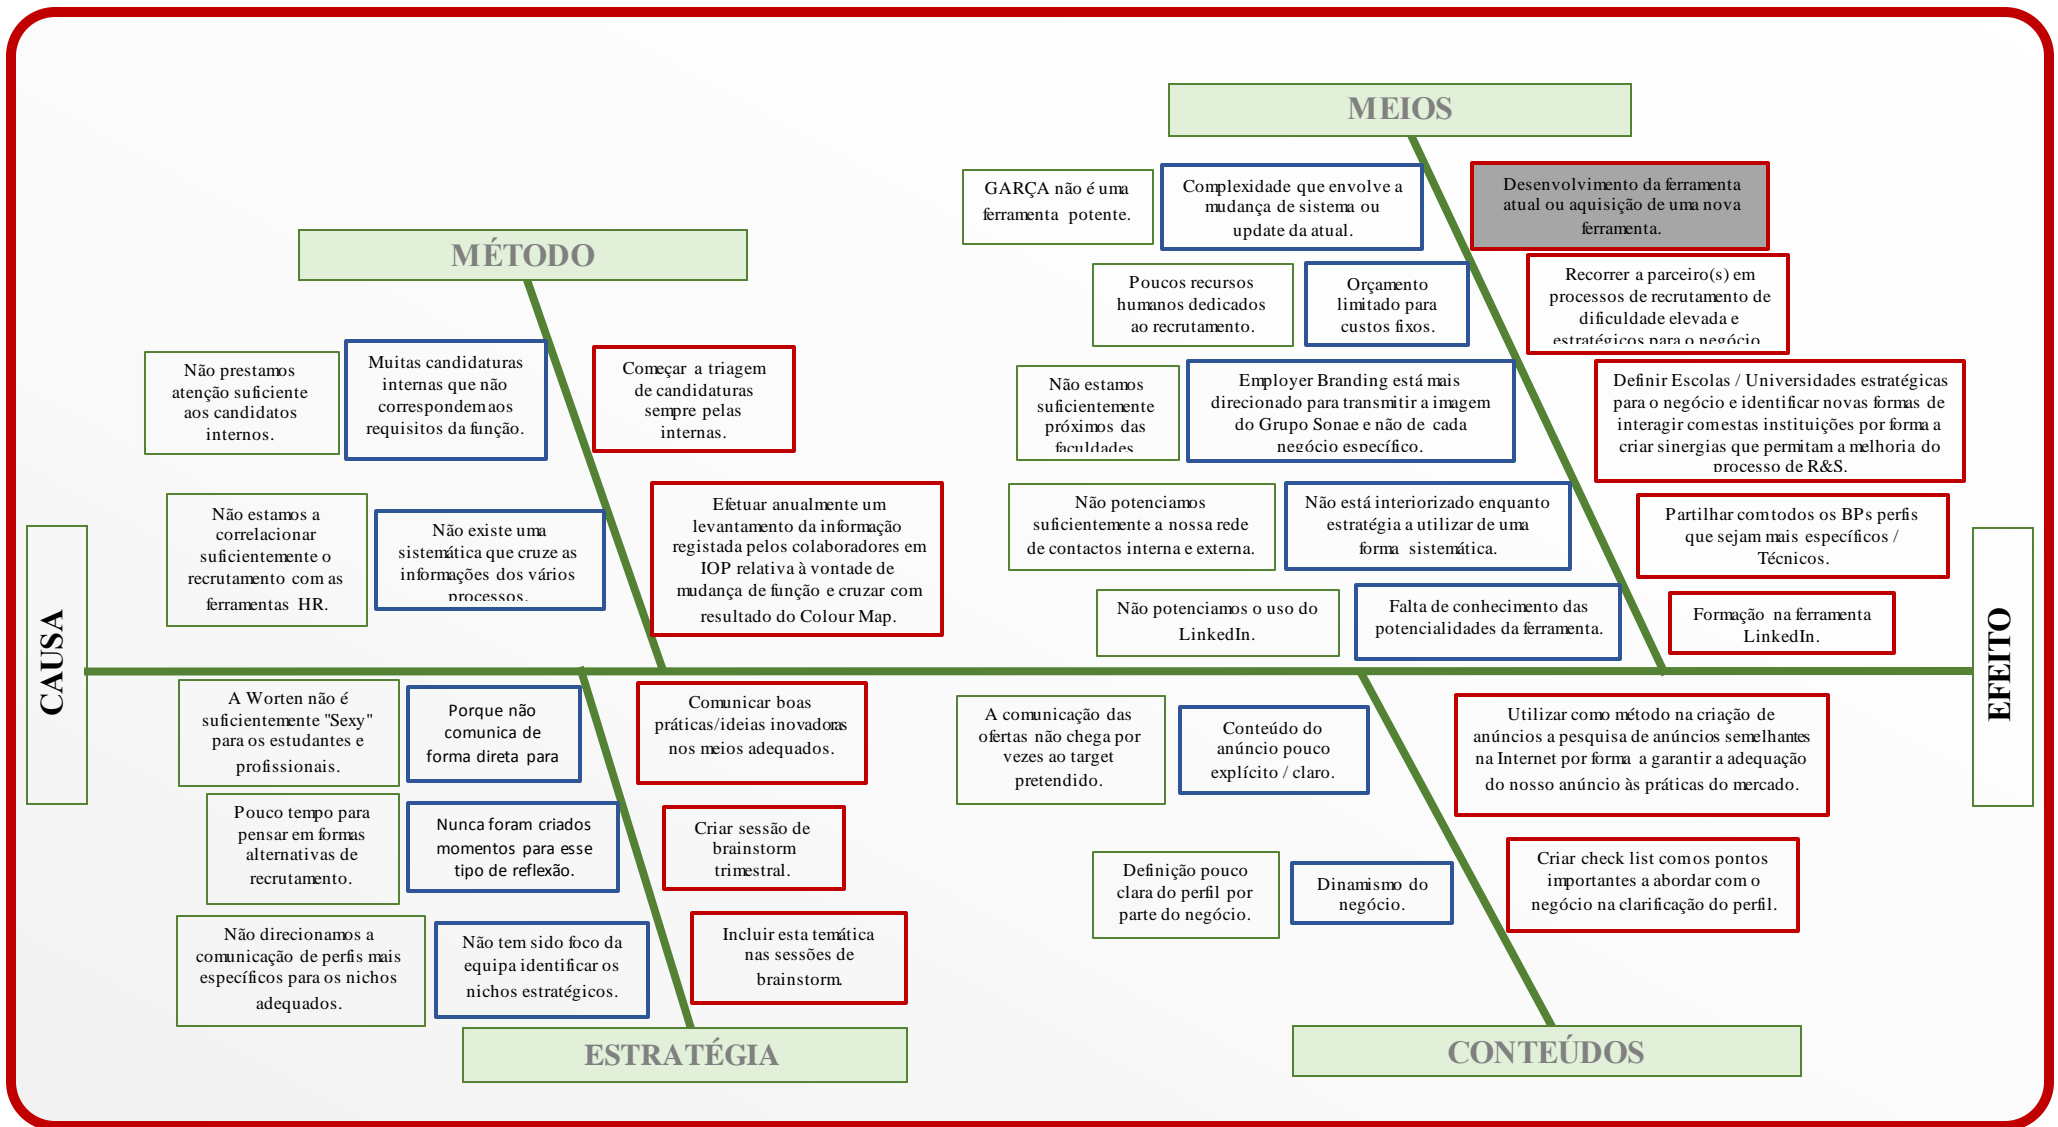 MEIOS
GARÇA não é uma
ferramenta potente.
Complexidade que envolve a
mudança de sistema ou
update da atual.
Desenvolvimento da ferramenta
atual ou aquisição de uma nova
ferramenta.
Poucos recursos
humanos dedicados
ao recrutamento.
Orçamento
limitado para
custos fixos.
Recorrer a parceiro(s) em
processos de recrutamento de
dificuldade elevada e
estratégicos para o negócio
Não estamos
suficientemente
próximos das
faculdades
Employer Branding está mais
direcionado para transmitir a imagem
do Grupo Sonae e não de cada
negócio específico.
Definir Escolas / Universidades estratégicas
para o negócio e identificar novas formas de
interagir com estas instituições por forma a
criar sinergias que permitam a melhoria do
processo de R&S.
Não potenciamos
suficientemente a nossa rede
de contactos interna e externa.
Não está interiorizado enquanto
estratégia a utilizar de uma
forma sistemática.
Partilhar com todos os BPs perfis
que sejam mais específicos /
Técnicos.
Não potenciamos o uso do
LinkedIn.
Falta de conhecimento das
potencialidades da ferramenta.
Formação na ferramenta
LinkedIn.
MÉTODO
Não prestamos
atenção suficiente
aos candidatos
internos.
Muitas candidaturas
internas que não
correspondem aos
requisitos da função.
Começar a triagem
de candidaturas
sempre pelas
internas.
Não estamos a
correlacionar
suficientemente o
recrutamento com as
ferramentas HR.
Não existe uma
sistemática que cruze as
informações dos vários
processos.
Efetuar anualmente um
levantamento da informação
registada pelos colaboradores em
IOP relativa à vontade de
mudança de função e cruzar com
resultado do Colour Map.
CAUSA
EFEITO
A Worten não é
suficientemente "Sexy"
para os estudantes e
profissionais.
Porque não
comunica de
forma direta para
Comunicar boas
práticas/ideias inovadoras
nos meios adequados.
Pouco tempo para
pensar em formas
alternativas de
recrutamento.
Nunca foram criados
momentos para esse
tipo de reflexão.
Criar sessão de
brainstorm
trimestral.
Não direcionamos a
comunicação de perfis mais
específicos para os nichos
adequados.
Não tem sido foco da
equipa identificar os
nichos estratégicos.
Incluir esta temática
nas sessões de
brainstorm.
ESTRATÉGIA
A comunicação das
ofertas não chega por
vezes ao target
pretendido.
Conteúdo do
anúncio pouco
explícito / claro.
Utilizar como método na criação de
anúncios a pesquisa de anúncios semelhantes
na Internet por forma a garantir a adequação
do nosso anúncio às práticas do mercado.
Definição pouco
clara do perfil por
parte do negócio.
Dinamismo do
negócio.
Criar check list com os pontos
importantes a abordar com o
negócio na clarificação do perfil.
CONTEÚDOS